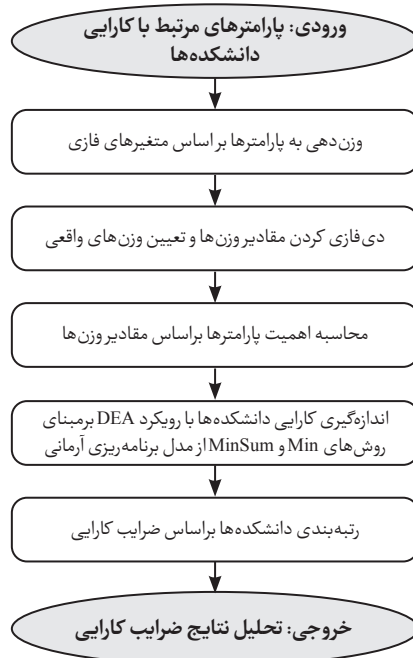 ورودی: پارامترهای مرتبط با کارایی
دانشکده‌ها
وزن‌دهی به پارامترها بر اساس متغیرهای فازی
دی‌فازی کردن مقادیر وزن‌ها و تعیین وزن‌های واقعی
محاسبه اهمیت پارامترها براساس مقادیر وزن‌ها
اندازه‌گیری کارایی دانشکده‌ها با رویکرد DEA برمبنای
روش‌های Min و MinSum از مدل برنامه‌ریزی آرمانی
رتبه‌بندی دانشکده‌ها براساس ضرایب کارایی
خروجی: تحلیل نتایج ضرایب کارایی